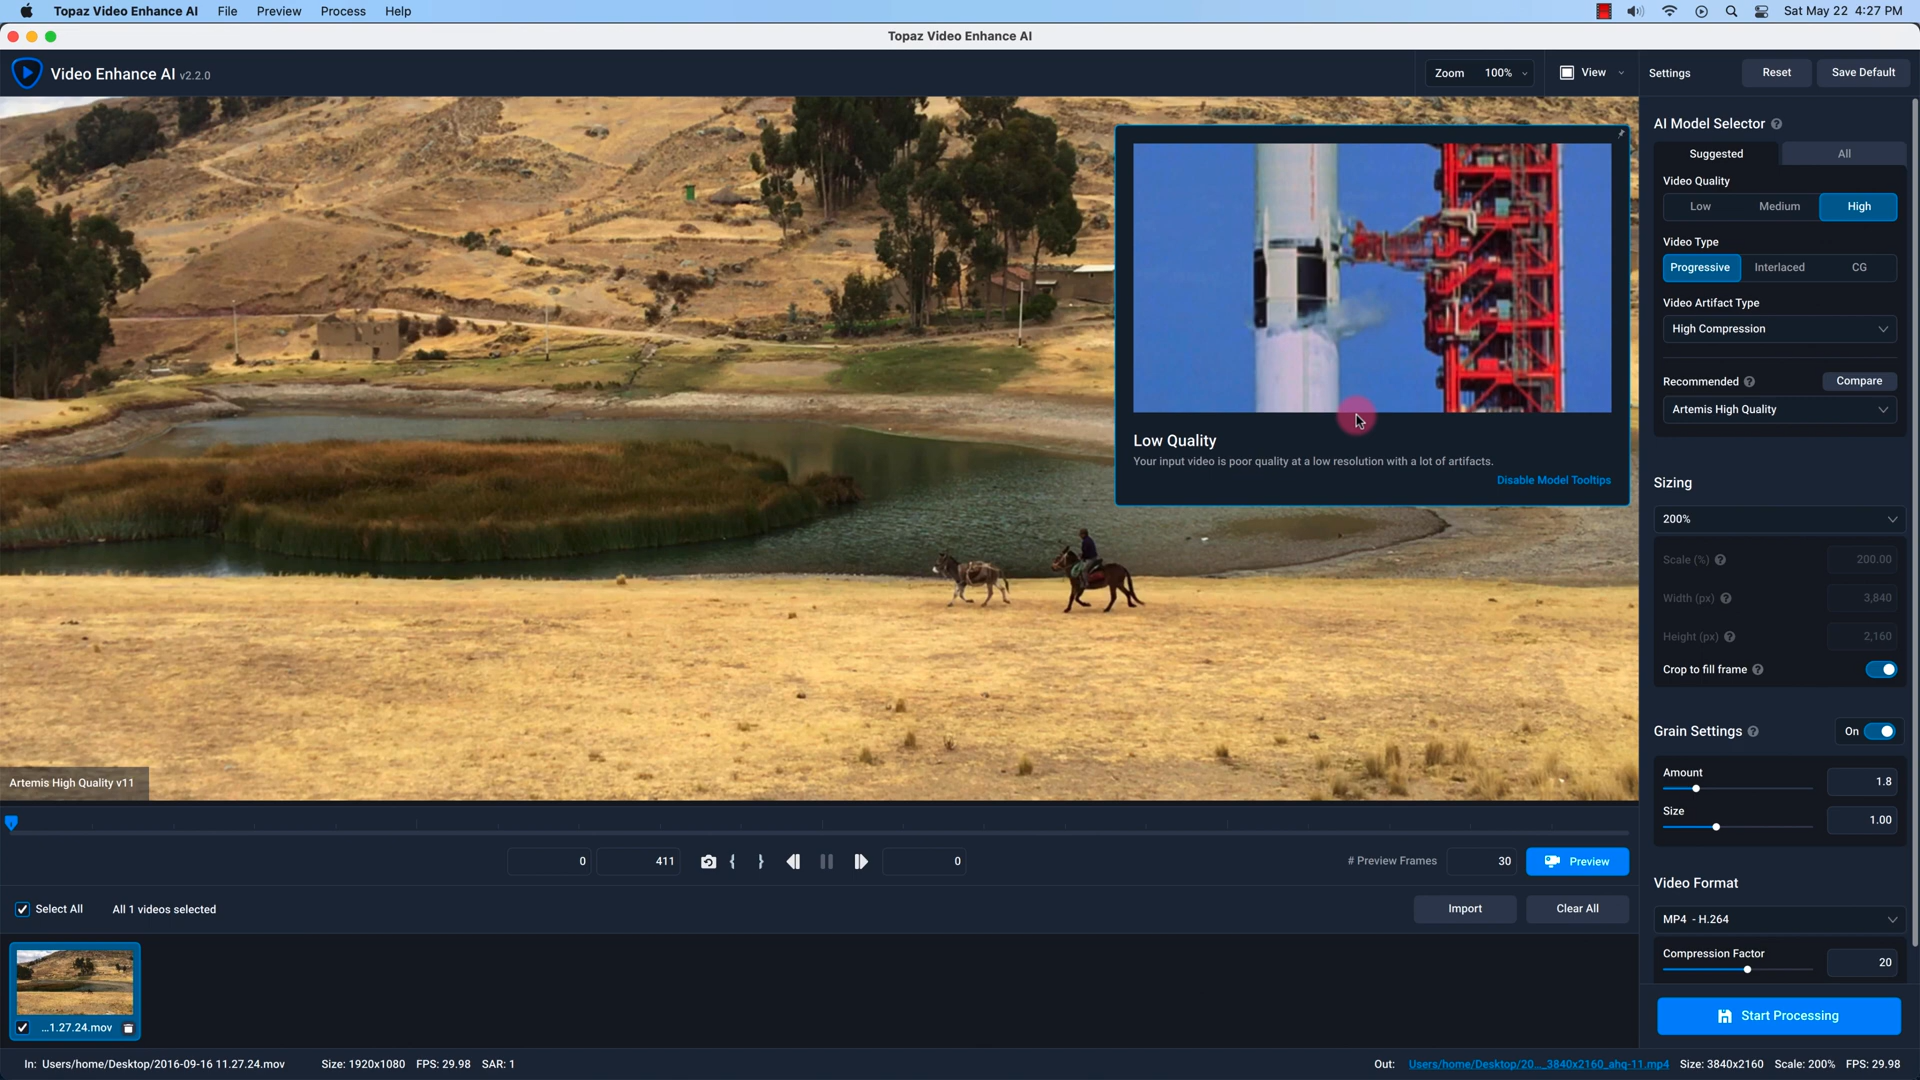 Topaz Video Enhance AI File Preview Process Help
Sat May 22 4:27 PM
Topaz Video Enhance AI
Video Enhance AI v2.2.0
Zoom 100%
View
Settings
Reset
Save Default
AI Model Selector
Suggested
All
Video Quality
Low
Medium
High
Video Type
Progressive
Interlaced
CG
Video Artifact Type
High Compression
Recommended
Compare
Artemis High Quality
Low Quality
Your input video is poor quality at a low resolution with a lot of artifacts.
Disable Model Tooltips
Sizing
200%
Scale (%)
200.00
Width (px)
3,840
Height (px)
2,160
Crop to fill frame
Grain Settings
On
Amount
1.8
Size
1.00
Artemis High Quality v11
0
411
{
}
0
# Preview Frames
30
Preview
Video Format
MP4 - H.264
Compression Factor
20
Select All
All 1 videos selected
Import
Clear All
...1.27.24.mov
Start Processing
In: Users/home/Desktop/2016-09-16 11.27.24.mov
Size: 1920x1080 FPS: 29.98 SAR: 1
Out: Users/home/Desktop/20..._3840x2160_ahq-11.mp4
Size: 3840x2160 Scale: 200% FPS: 29.98